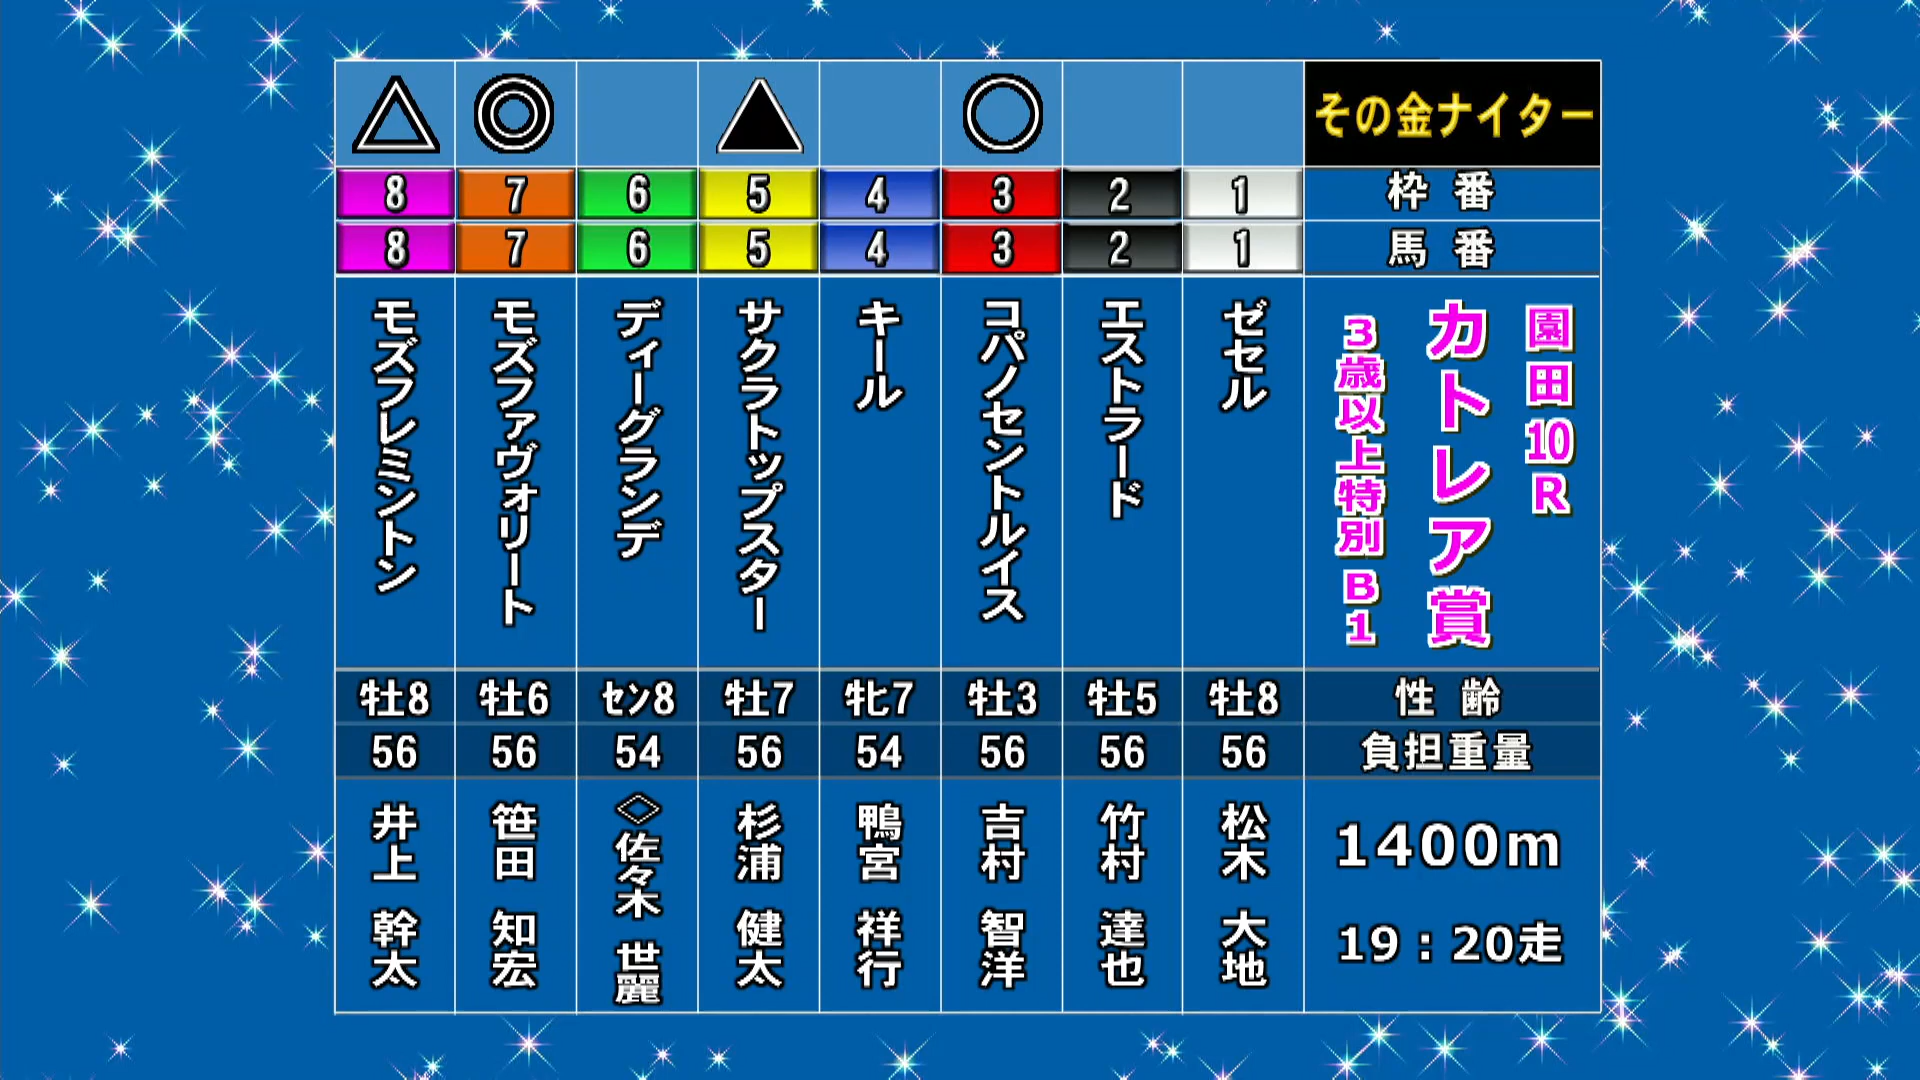 その金ナイター
枠番
馬番
園田10R
カトレア賞
3歳以上特別 B1
性齢
負担重量
1400m
19：20走
1
1
ゼセル
牡8
56
松木 大地
2
2
エストラード
牡5
56
竹村 達也
○
3
3
コパノセントルイス
牡3
56
吉村 智洋
4
4
キール
牝7
54
鴨宮 祥行
▲
5
5
サクラトップスター
牡7
56
杉浦 健太
6
6
ディーグランデ
セン8
54
◇佐々木 世麗
◎
7
7
モズファヴォリート
牡6
56
笹田 知宏
△
8
8
モズフレミントン
牡8
56
井上 幹太